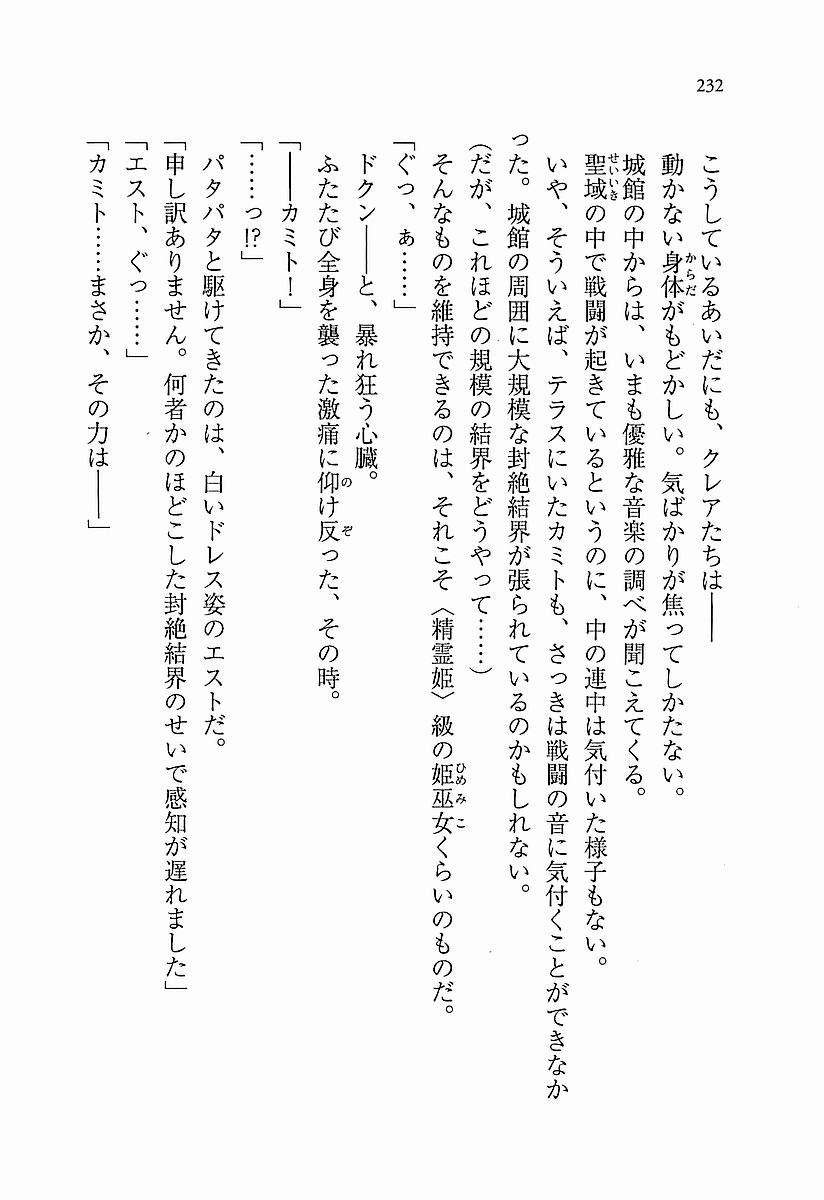 232
こうしているあいだにも、クレアたちは――
動かない身体がもどかしい。気ばかりが焦ってしかたない。
城館の中からは、いまも優雅な音楽の調べが聞こえてくる。
聖域の中で戦闘が起きているというのに、中の連中は気付いた様子もない。
いや、そういえば、テラスにいたカミトも、さっきは戦闘の音に気付くことができなか
った。城館の周囲に大規模な封絶結界が張られているのかもしれない。
(だが、これほどの規模の結界をどうやって……)
そんなものを維持できるのは、それこそ〈精霊姫〉級の姫巫女くらいのものだ。
「ぐっ、ぁ……」
ドクン――と、暴れ狂う心臓。
ふたたび全身を襲った激痛に仰け反った、その時。
「――カミト！」
「……っ!?」
パタパタと駆けてきたのは、白いドレス姿のエストだ。
「申し訳ありません。何者かのほどこした封絶結界のせいで感知が遅れました」
「エスト、ぐっ……」
「カミト……まさか、その力は――」